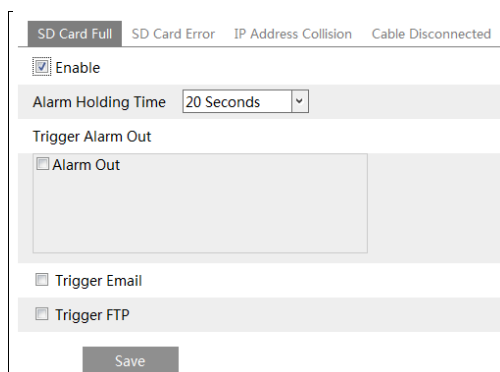 SD Card Full SD Card Error IP Address Collision Cable Disconnected
Enable
Alarm Holding Time 20 Seconds
Trigger Alarm Out
Alarm Out
Trigger Email
Trigger FTP
Save